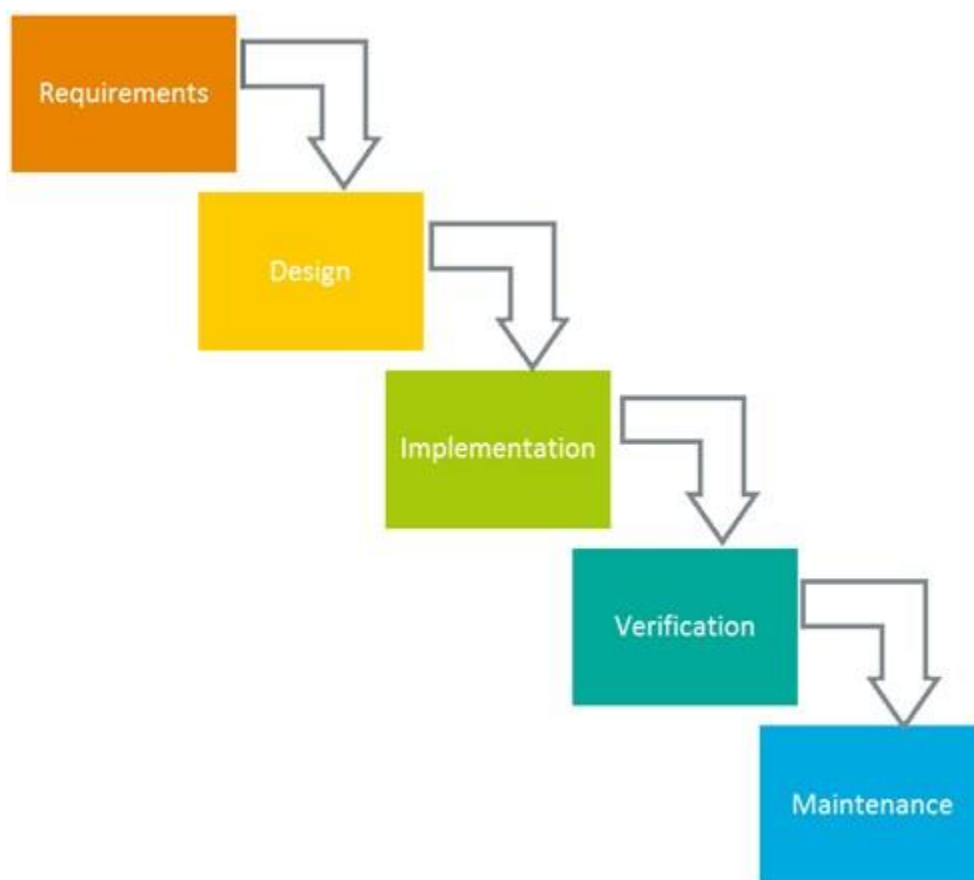 Requirements
Design
Implementation
Verification
Maintenance